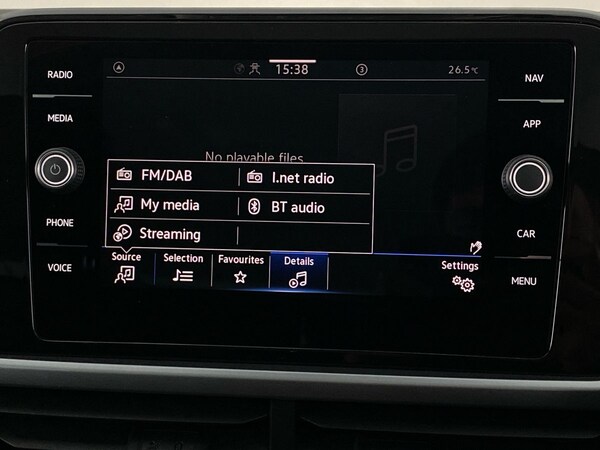 RADIO
MEDIA
PHONE
VOICE
15:38
3
26.5°C
No playable files
FM/DAB
I.net radio
My media
BT audio
Streaming
Source
Selection
Favourites
Details
Settings
NAV
APP
CAR
MENU